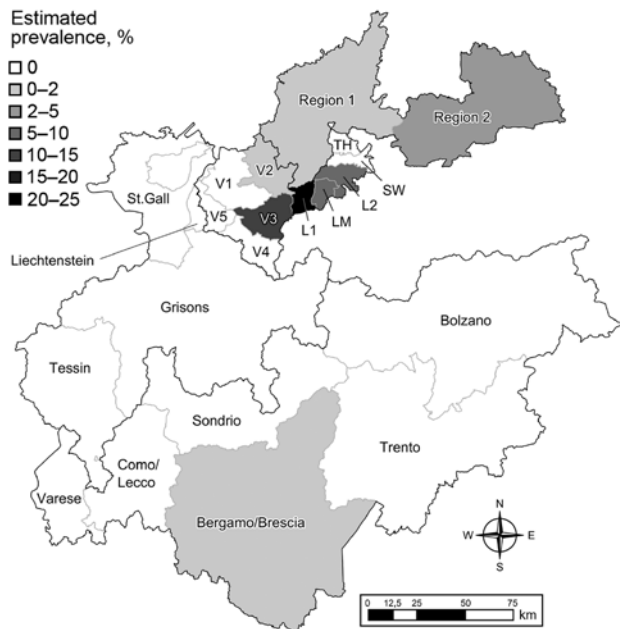 Estimated
prevalence, %
0
0–2
2–5
5–10
10–15
15–20
20–25
Region 1
Region 2
TH
SW
V2
V1
St.Gall
L2
V5
V3
L1
LM
V4
Liechtenstein
Grisons
Bolzano
Tessin
Sondrio
Trento
Como/
Lecco
Varese
Bergamo/Brescia
N
W
E
S
0 12,5 25 50 75
km